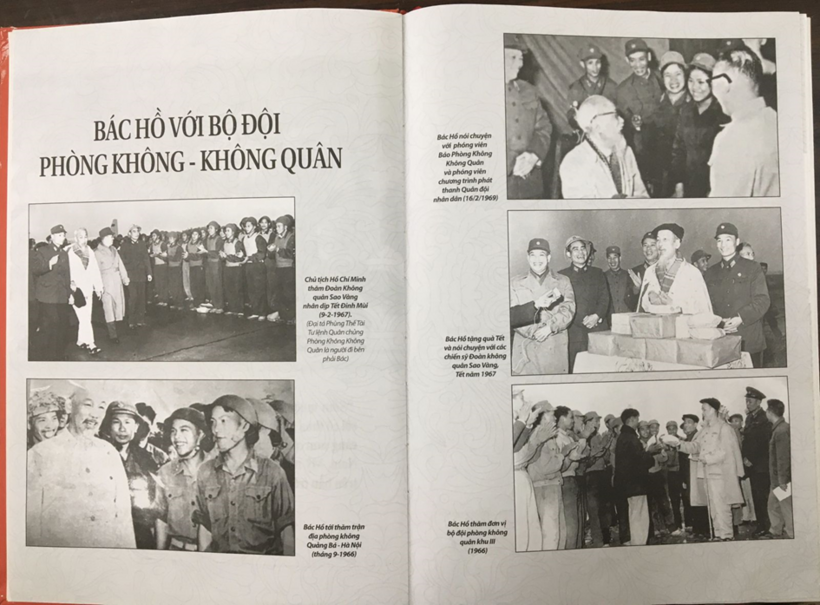 BÁC HỒ VỚI BỘ ĐỘI
PHÒNG KHÔNG - KHÔNG QUÂN
Chủ tịch Hồ Chí Minh
thăm Đoàn Không
quân Sao Vàng
nhân dịp Tết Đinh Mùi
(9-2-1967).
(Đại tá Phùng Thế Tài
Tư lệnh Quân chủng
Phòng Không Không
Quân là người đi bên
phải Bác)
Bác Hồ tới thăm trận
địa phòng không
Quảng Bá - Hà Nội
(tháng 9-1966)
Bác Hồ nói chuyện
với phóng viên
Báo Phòng Không
Không Quân
và phóng viên
chương trình phát
thanh Quân đội
nhân dân (16/2/1969)
Bác Hồ tặng quà Tết
và nói chuyện với các
chiến sỹ Đoàn không
quân Sao Vàng,
Tết năm 1967
Bác Hồ thăm đơn vị
bộ đội phòng không
quân khu III
(1966)